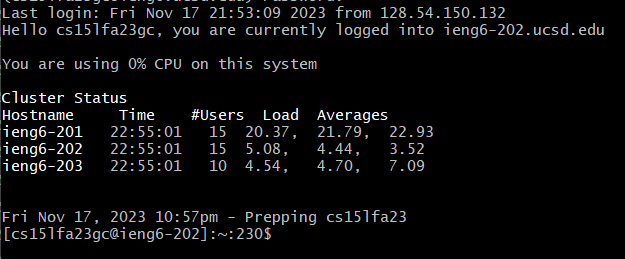 Last login: Fri Nov 17 21:53:09 2023 from 128.54.150.132
Hello cs15lfa23gc, you are currently logged into ieng6-202.ucsd.edu
You are using 0% CPU on this system
Cluster Status
Hostname     Time    #Users  Load  Averages
ieng6-201   22:55:01   15  20.37,  21.79,  22.93
ieng6-202   22:55:01   15  5.08,   4.44,   3.52
ieng6-203   22:55:01   10  4.54,   4.70,   7.09
Fri Nov 17, 2023 10:57pm - Prepping cs15lfa23
[cs15lfa23gc@ieng6-202]:~:230$